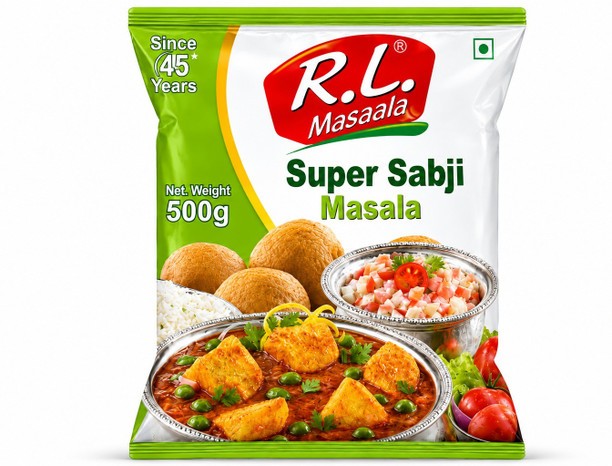 Since
45*
Years
R.L.®
Masaala
Super Sabji
Masala
Net. Weight
500g